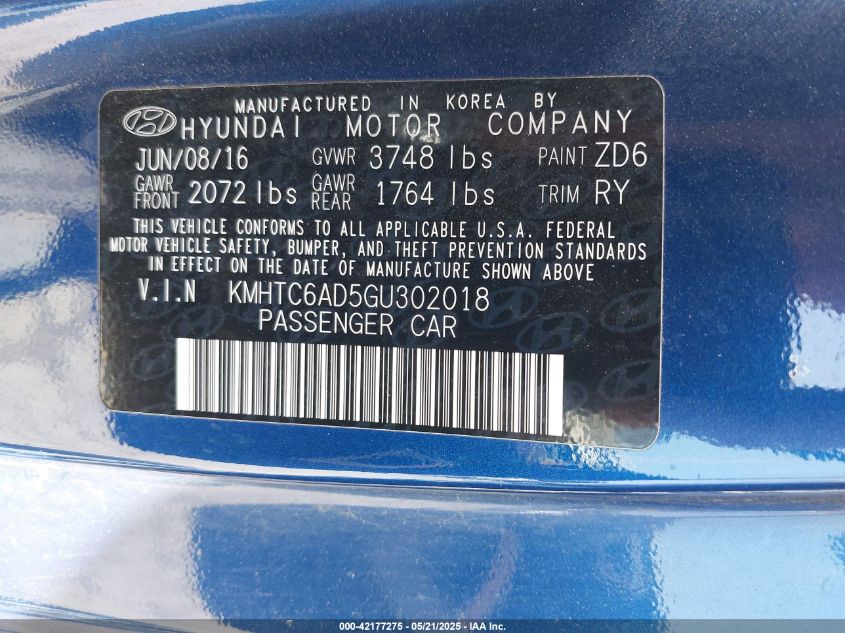 MANUFACTURED IN KOREA BY
HYUNDAI MOTOR COMPANY
JUN/08/16 GVWR 3748 lbs PAINT ZD6
GAWR FRONT 2072 lbs GAWR REAR 1764 lbs TRIM RY
THIS VEHICLE CONFORMS TO ALL APPLICABLE U.S.A. FEDERAL
MOTOR VEHICLE SAFETY, BUMPER, AND THEFT PREVENTION STANDARDS
IN EFFECT ON THE DATE OF MANUFACTURE SHOWN ABOVE
V.I.N KMHTC6AD5GU302018
PASSENGER CAR
000-42177275 - 05/21/2025 - IAA Inc.